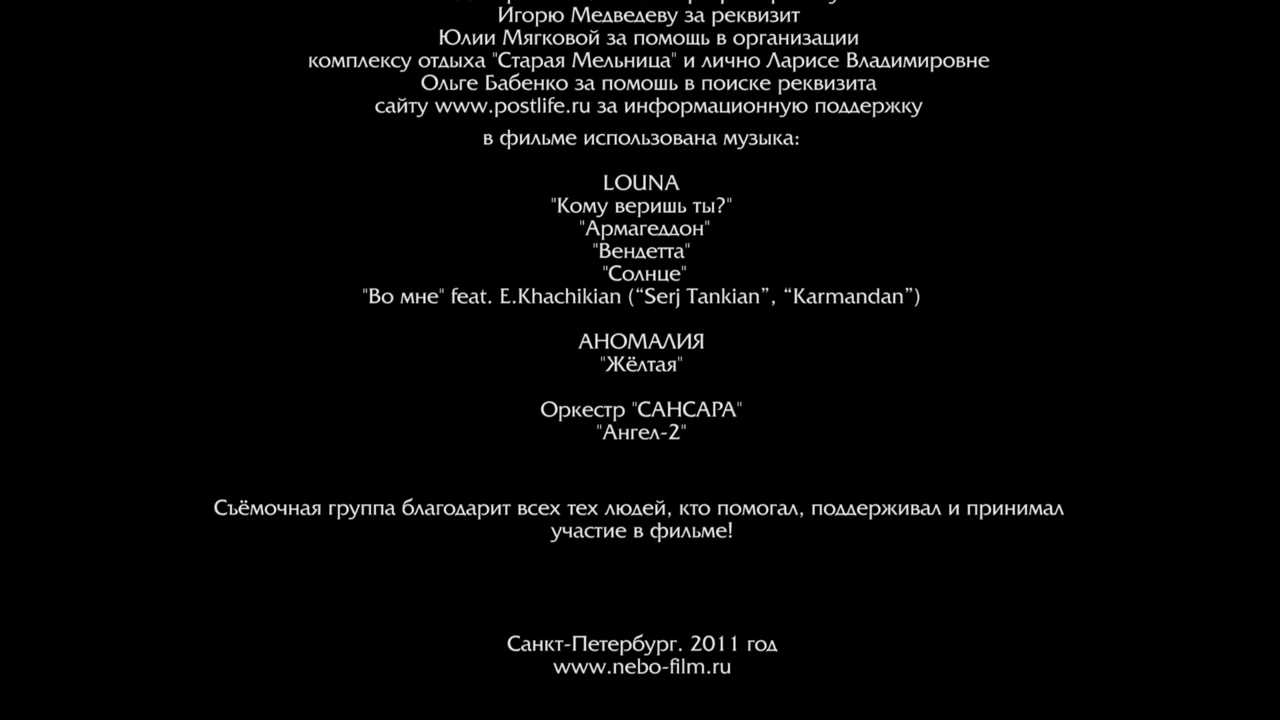 Игорю Медведеву за реквизит
Юлии Мягковой за помощь в организации
комплексу отдыха "Старая Мельница" и лично Ларисе Владимировне
Ольге Бабенко за помошь в поиске реквизита
сайту www.postlife.ru за информационную поддержку
в фильме использована музыка:
LOUNA
"Кому веришь ты?"
"Армагеддон"
"Вендетта"
"Солнце"
"Во мне" feat. E.Khachikian (“Serj Tankian”, “Karmandan”)
АНОМАЛИЯ
"Жёлтая"
Оркестр "САНСАРА"
"Ангел-2"
Съёмочная группа благодарит всех тех людей, кто помогал, поддерживал и принимал
участие в фильме!
Санкт-Петербург. 2011 год
www.nebo-film.ru